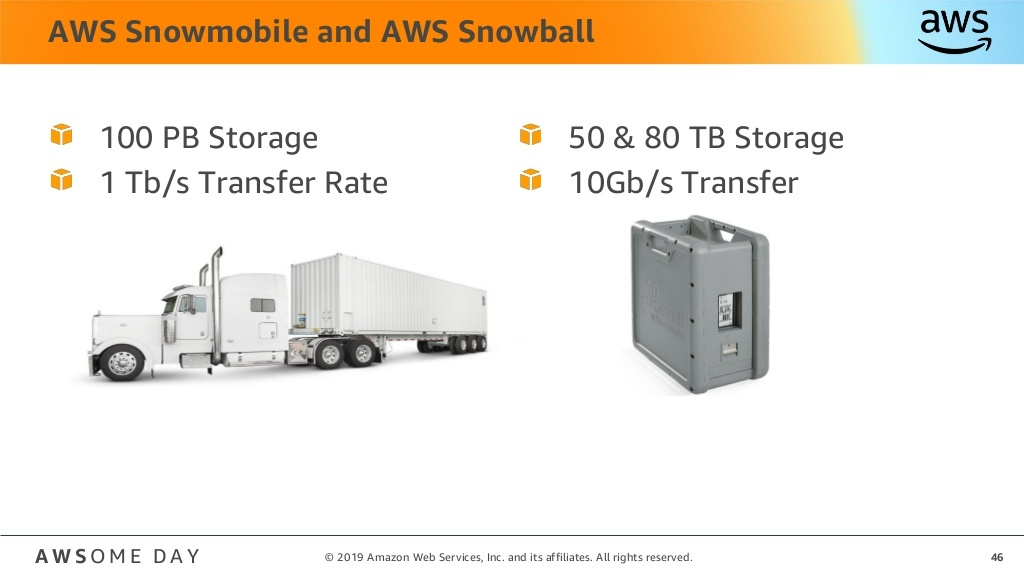 AWS Snowmobile and AWS Snowball
aws
100 PB Storage
1 Tb/s Transfer Rate
50 & 80 TB Storage
10Gb/s Transfer
AWSOME DAY
© 2019 Amazon Web Services, Inc. and its affiliates. All rights reserved.
46